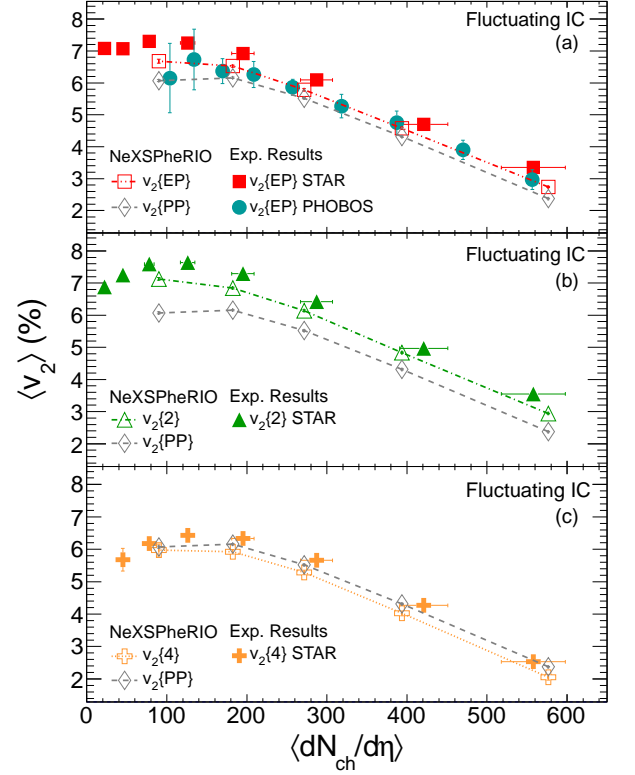 Fluctuating IC
(a)
8
7
6
5
4
3
2
NeXSPheRIO Exp. Results
v2{EP} v2{EP} STAR
v2{PP} v2{EP} PHOBOS
Fluctuating IC
(b)
8
7
6
5
4
3
2
NeXSPheRIO Exp. Results
v2{2} v2{2} STAR
v2{PP}
⟨v2⟩ (%)
Fluctuating IC
(c)
8
7
6
5
4
3
2
NeXSPheRIO Exp. Results
v2{4} v2{4} STAR
v2{PP}
0 100 200 300 400 500 600
⟨dNch/dη⟩